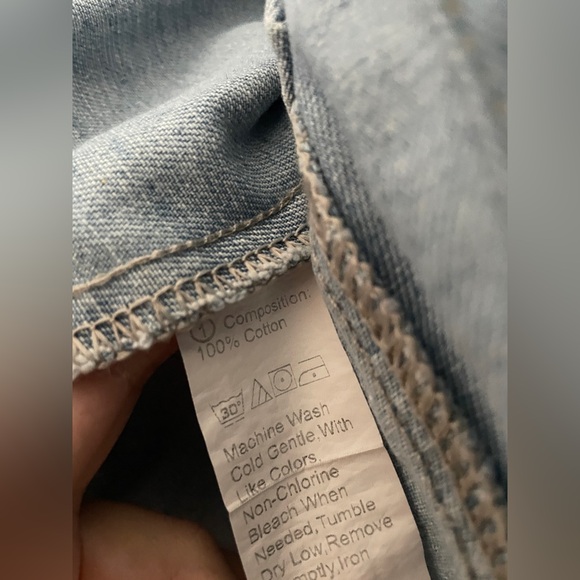 1 Composition:
100% Cotton
30°
Machine Wash
Cold Gentle,With
Like Colors,
Non-Chlorine
Bleach When
Needed,Tumble
Dry Low,Remove
Iron